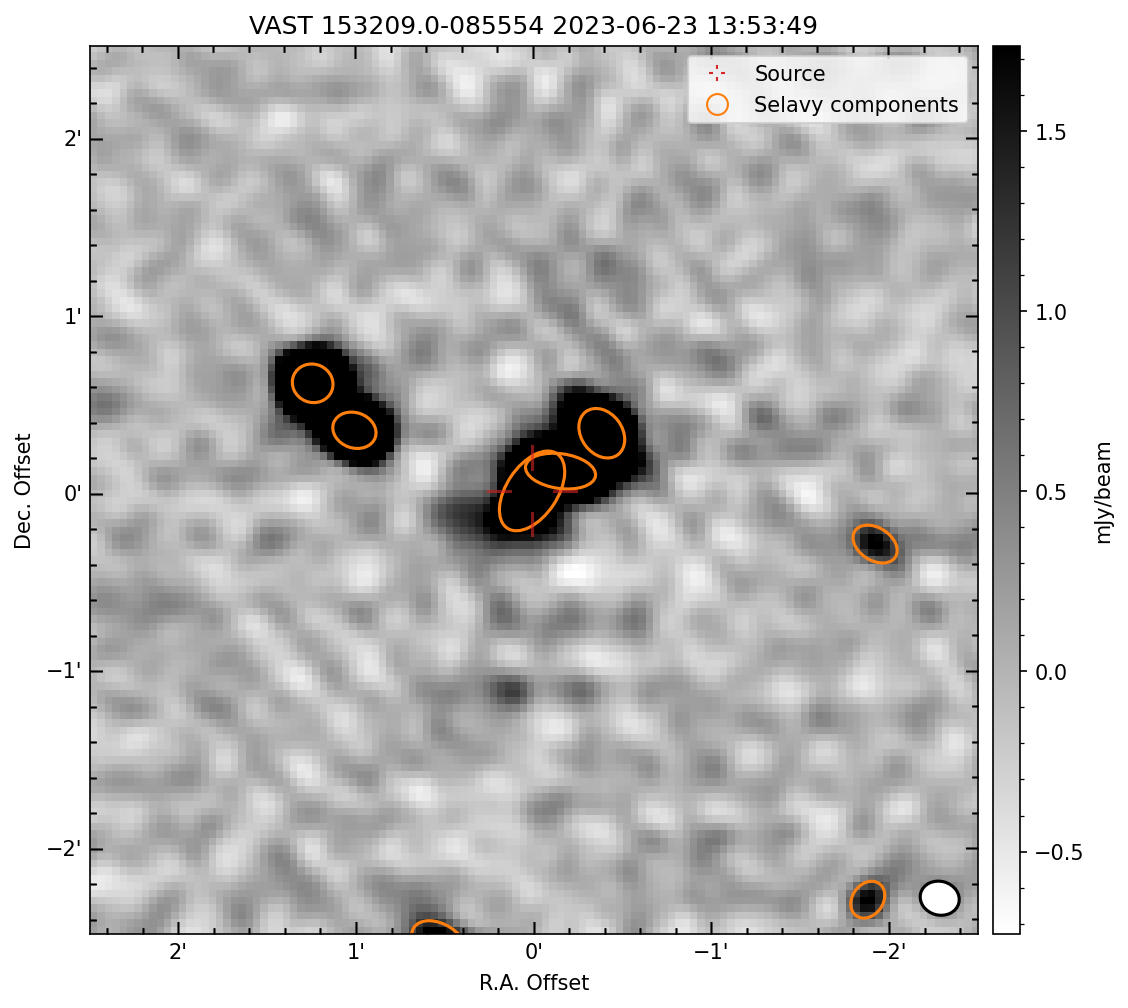 VAST 153209.0-085554 2023-06-23 13:53:49
Source
Selavy components
2'
1'
0'
−1'
−2'
Dec. Offset
2'
1'
0'
−1'
−2'
R.A. Offset
1.5
1.0
0.5
0.0
−0.5
mJy/beam